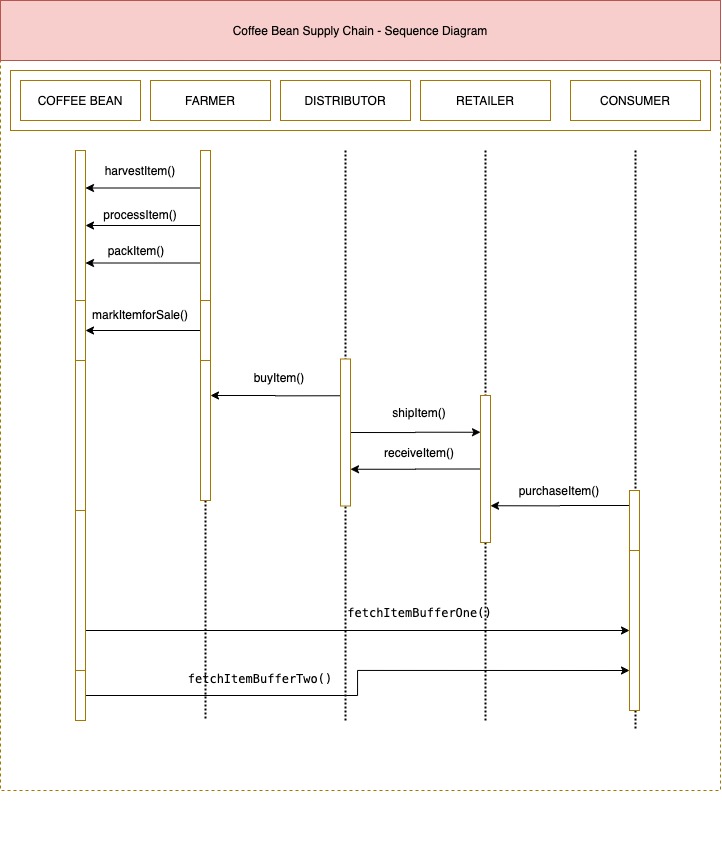 Coffee Bean Supply Chain - Sequence Diagram
COFFEE BEAN
FARMER
DISTRIBUTOR
RETAILER
CONSUMER
harvestItem()
processItem()
packItem()
markItemforSale()
buyItem()
shipItem()
receiveItem()
purchaseItem()
fetchItemBufferOne()
fetchItemBufferTwo()